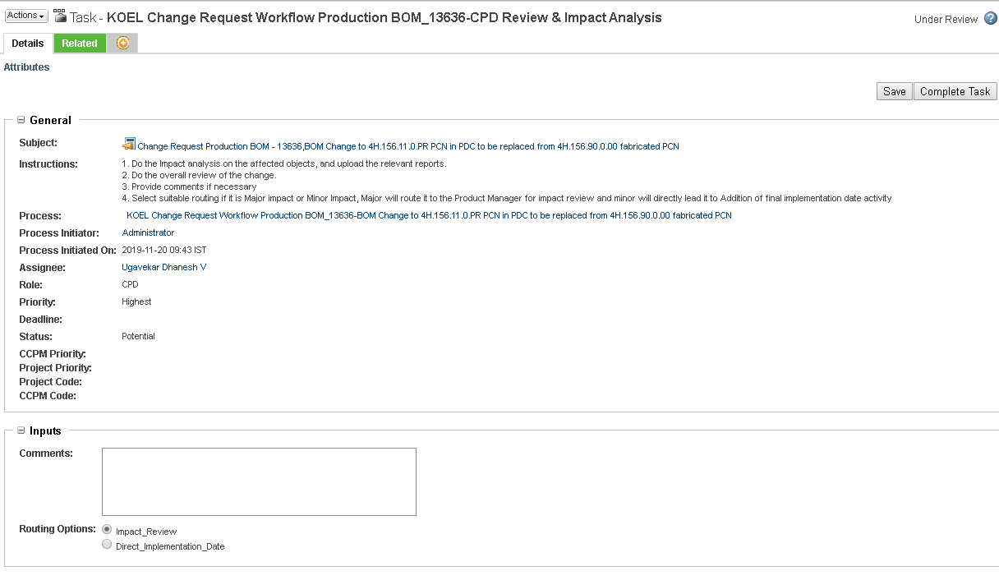 Actions
Task - KOEL Change Request Workflow Production BOM_13636-CPD Review & Impact Analysis
Under Review ?
Details Related
Attributes
Save Complete Task
General
Subject: Change Request Production BOM - 13636,BOM Change to 4H.156.11.0.PR PCN in PDC to be replaced from 4H.156.90.0.00 fabricated PCN
Instructions: 1. Do the Impact analysis on the affected objects, and upload the relevant reports.
2. Do the overall review of the change.
3. Provide comments if necessary
4. Select suitable routing if it is Major impact or Minor Impact, Major will route it to the Product Manager for impact review and minor will directly lead it to Addition of final implementation date activity
Process: KOEL Change Request Workflow Production BOM_13636-BOM Change to 4H.156.11.0.PR PCN in PDC to be replaced from 4H.156.90.0.00 fabricated PCN
Process Initiator: Administrator
Process Initiated On: 2019-11-20 09:43 IST
Assignee: Ugavekar Dhanesh V
Role: CPD
Priority: Highest
Deadline:
Status: Potential
CCPM Priority:
Project Priority:
Project Code:
CCPM Code:
Inputs
Comments:
Routing Options: Impact_Review
Direct_Implementation_Date